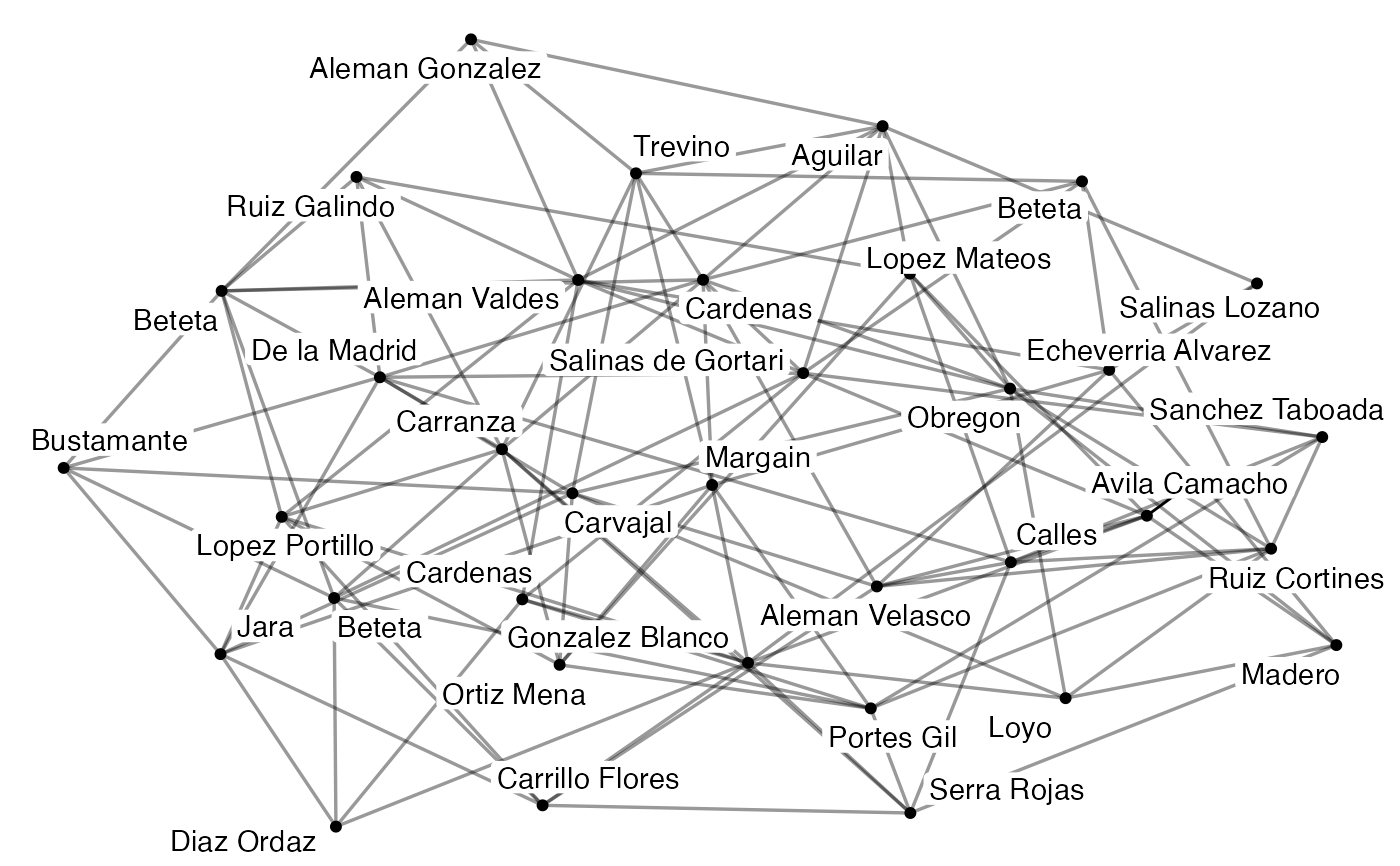 Aleman Gonzalez
Trevino
Aguilar
Ruiz Galindo
Beteta
Lopez Mateos
Aleman Valdes
Cardenas
Salinas Lozano
Beteta
De la Madrid
Salinas de Gortari
Echeverria Alvarez
Carranza
Obregon
Sanchez Taboada
Bustamante
Margain
Avila Camacho
Carvajal
Calles
Lopez Portillo
Cardenas
Ruiz Cortines
Jara
Beteta
Gonzalez Blanco
Aleman Velasco
Madero
Ortiz Mena
Portes Gil
Loyo
Carrillo Flores
Serra Rojas
Diaz Ordaz